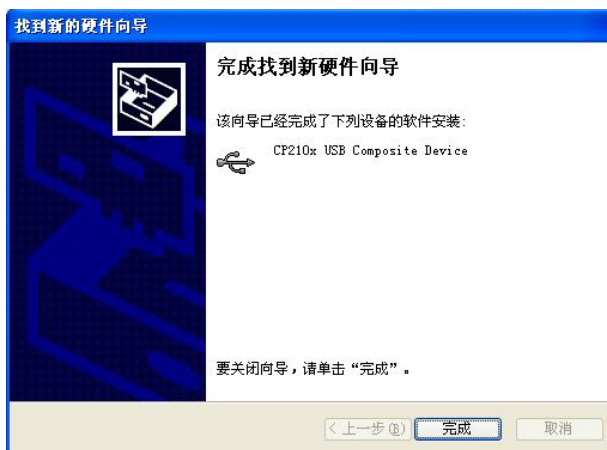 找到新的硬件向导
完成找到新硬件向导
该向导已经完成了下列设备的软件安装:
CP210x USB Composite Device
要关闭向导，请单击“完成”。
< 上一步(B)
完成
取消